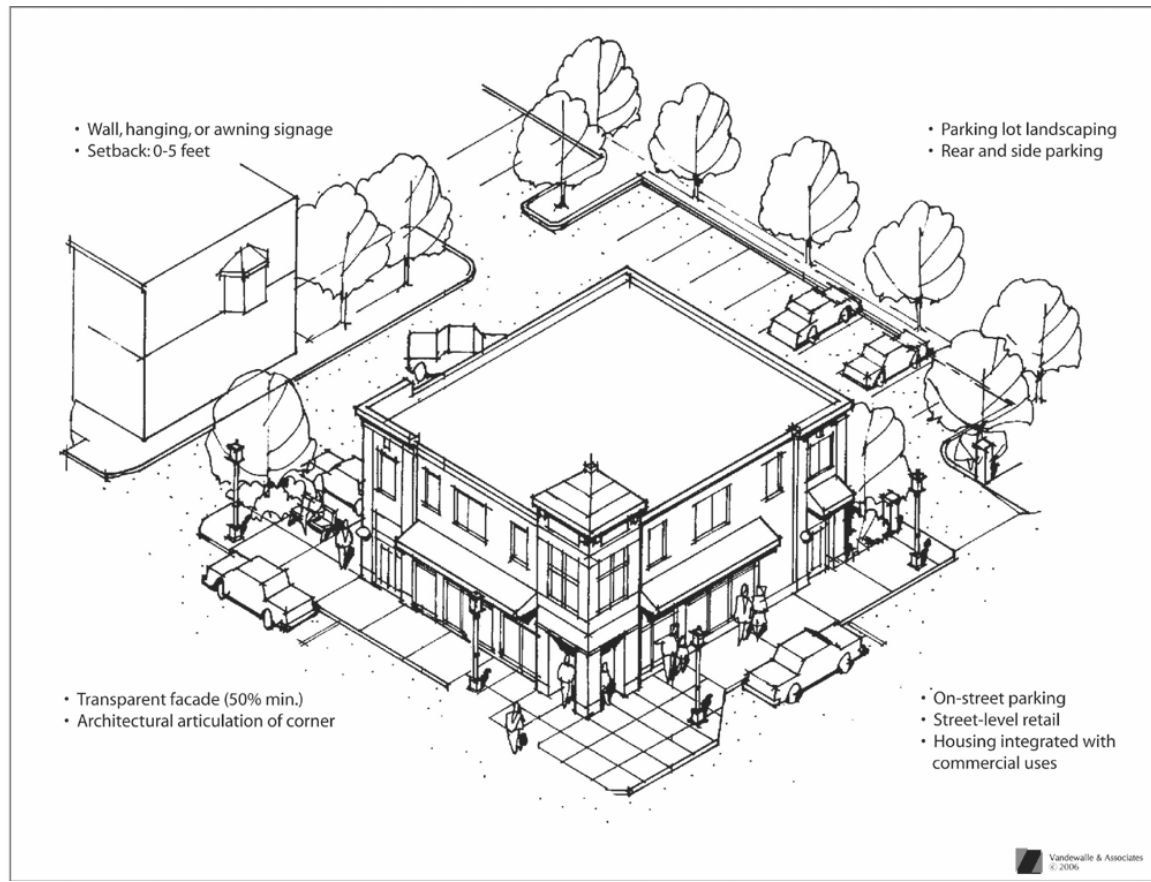 • Wall, hanging, or awning signage
• Setback: 0-5 feet
• Parking lot landscaping
• Rear and side parking
• Transparent facade (50% min.)
• Architectural articulation of corner
• On-street parking
• Street-level retail
• Housing integrated with
commercial uses
Vandewalle & Associates
© 2006